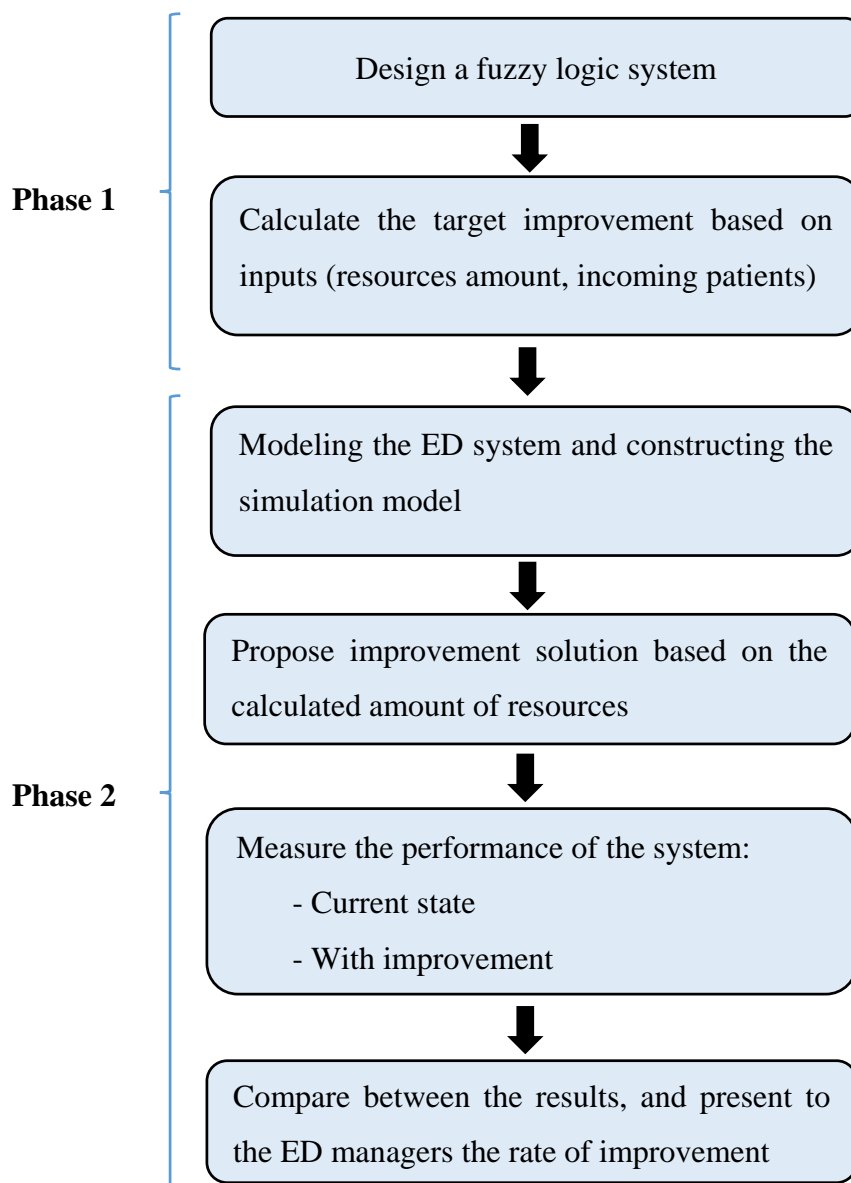 Design a fuzzy logic system
Phase 1
Calculate the target improvement based on
inputs (resources amount, incoming patients)
Modeling the ED system and constructing the
simulation model
Propose improvement solution based on the
calculated amount of resources
Phase 2
Measure the performance of the system:
- Current state
- With improvement
Compare between the results, and present to
the ED managers the rate of improvement